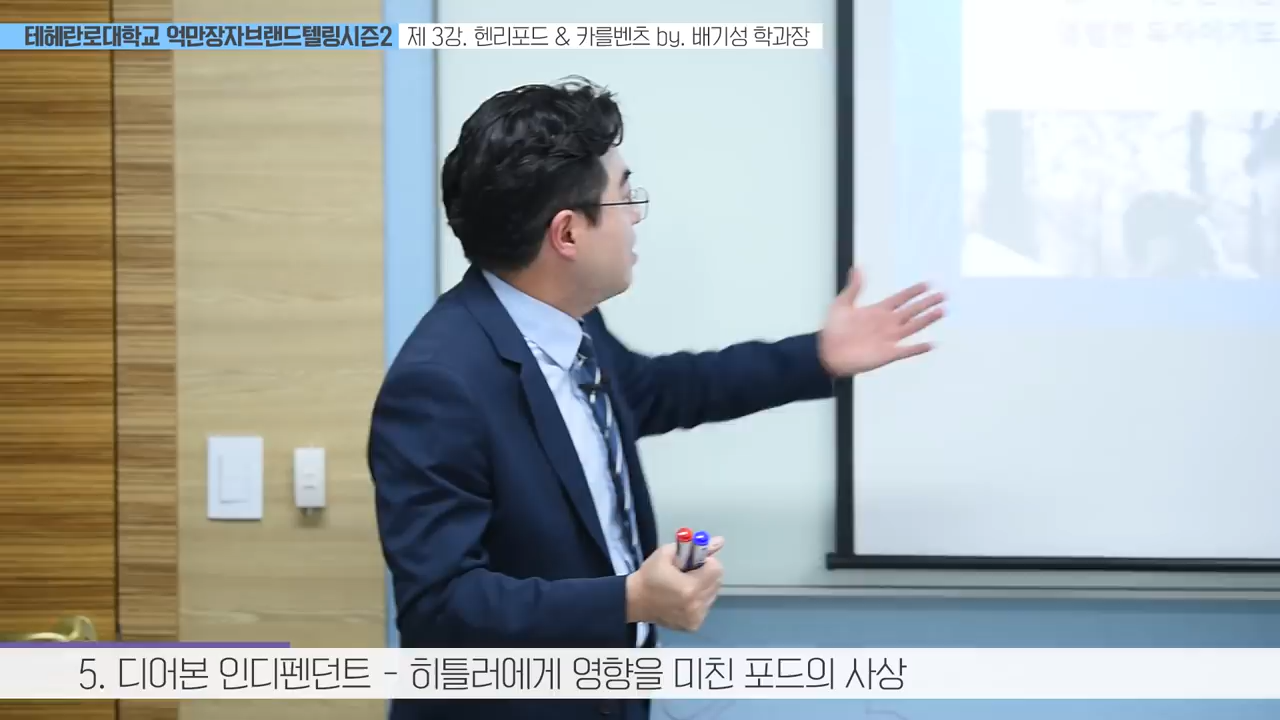 테헤란로대학교 억만장자브랜드텔링시즌2 제 3강. 헨리포드 & 카를벤츠 by. 배기성 학과장
5. 디어본 인디펜던트 - 히틀러에게 영향을 미친 포드의 사상